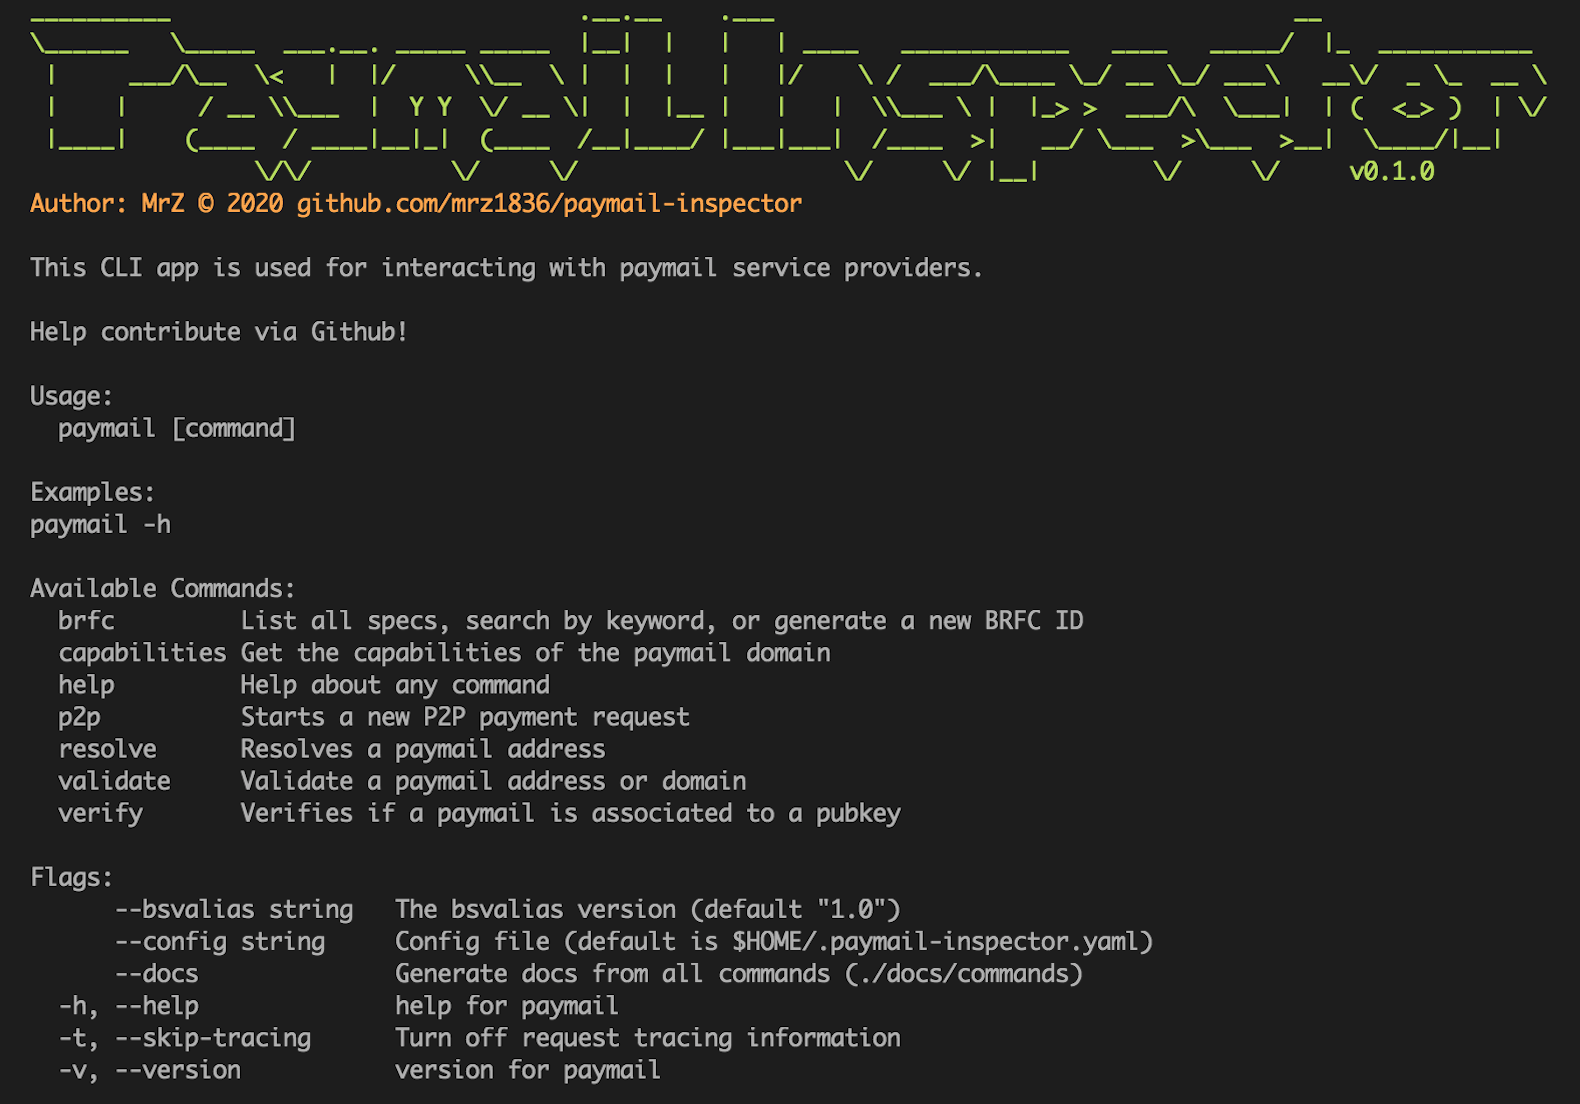 Paymail Inspector
v0.1.0
Author: MrZ © 2020 github.com/mrz1836/paymail-inspector
This CLI app is used for interacting with paymail service providers.
Help contribute via Github!
Usage:
  paymail [command]
Examples:
paymail -h
Available Commands:
  brfc         List all specs, search by keyword, or generate a new BRFC ID
  capabilities Get the capabilities of the paymail domain
  help         Help about any command
  p2p          Starts a new P2P payment request
  resolve      Resolves a paymail address
  validate     Validate a paymail address or domain
  verify       Verifies if a paymail is associated to a pubkey
Flags:
      --bsvalias string   The bsvalias version (default "1.0")
      --config string     Config file (default is $HOME/.paymail-inspector.yaml)
      --docs              Generate docs from all commands (./docs/commands)
  -h, --help              help for paymail
  -t, --skip-tracing      Turn off request tracing information
  -v, --version           version for paymail